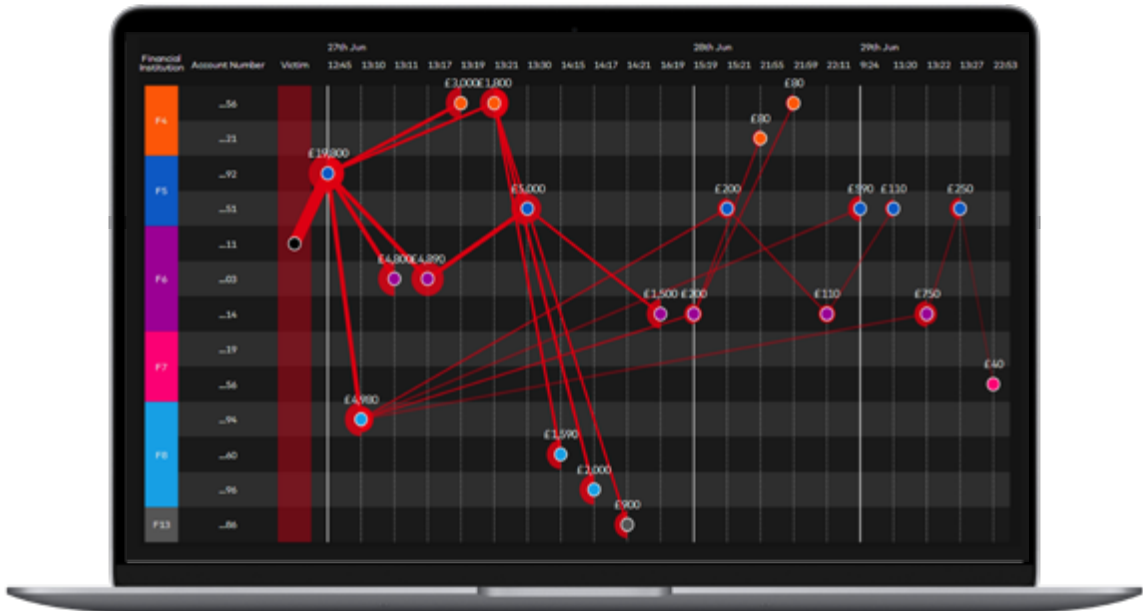 27th Jun 28th Jun 29th Jun
Financial Institution Account Number Victim 12:45 13:10 13:11 13:17 13:19 13:21 13:30 14:15 14:17 14:21 16:19 15:19 15:21 21:55 21:59 22:11 9:24 11:00 13:22 13:27 22:53
£3,000 £1,800 £80
F4 ...56
£80
...21
£19,800
F5 ...92
£5,000 £200 £590 £110 £250
...51
...11
£4,800 £4,890
F6 ...03
£1,500 £200 £110 £750
...14
F7 ...19
£40
...56
£4,980
...94
£1,590
F8 ...60
£2,000
...96
£900
F13 ...86